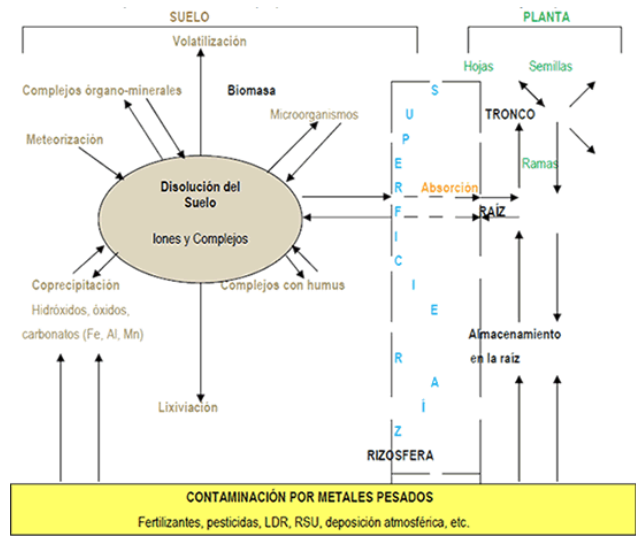 SUELO
PLANTA
Volatilización
Hojas
Semillas
Complejos órgano-minerales
Biomasa
Microorganismos
TRONCO
Meteorización
Ramas
Disolución del
Suelo
Iones y Complejos
Absorción
RAÍZ
SUPERFICIE RAÍZ
Coprecipitación
Hidróxidos, óxidos,
carbonatos (Fe, Al, Mn)
Complejos con humus
Almacenamiento
en la raíz
Lixiviación
RIZOSFERA
CONTAMINACIÓN POR METALES PESADOS
Fertilizantes, pesticidas, LDR, RSU, deposición atmosférica, etc.